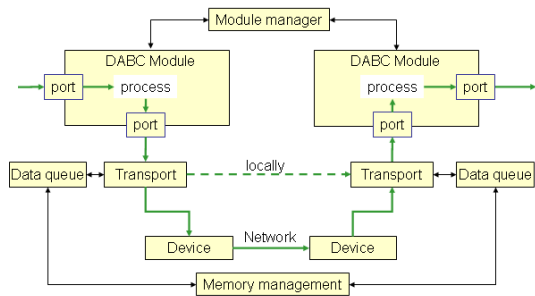 Module manager
DABC Module
DABC Module
port
process
process
port
port
port
locally
Data queue
Transport
Transport
Data queue
Network
Device
Device
Memory management